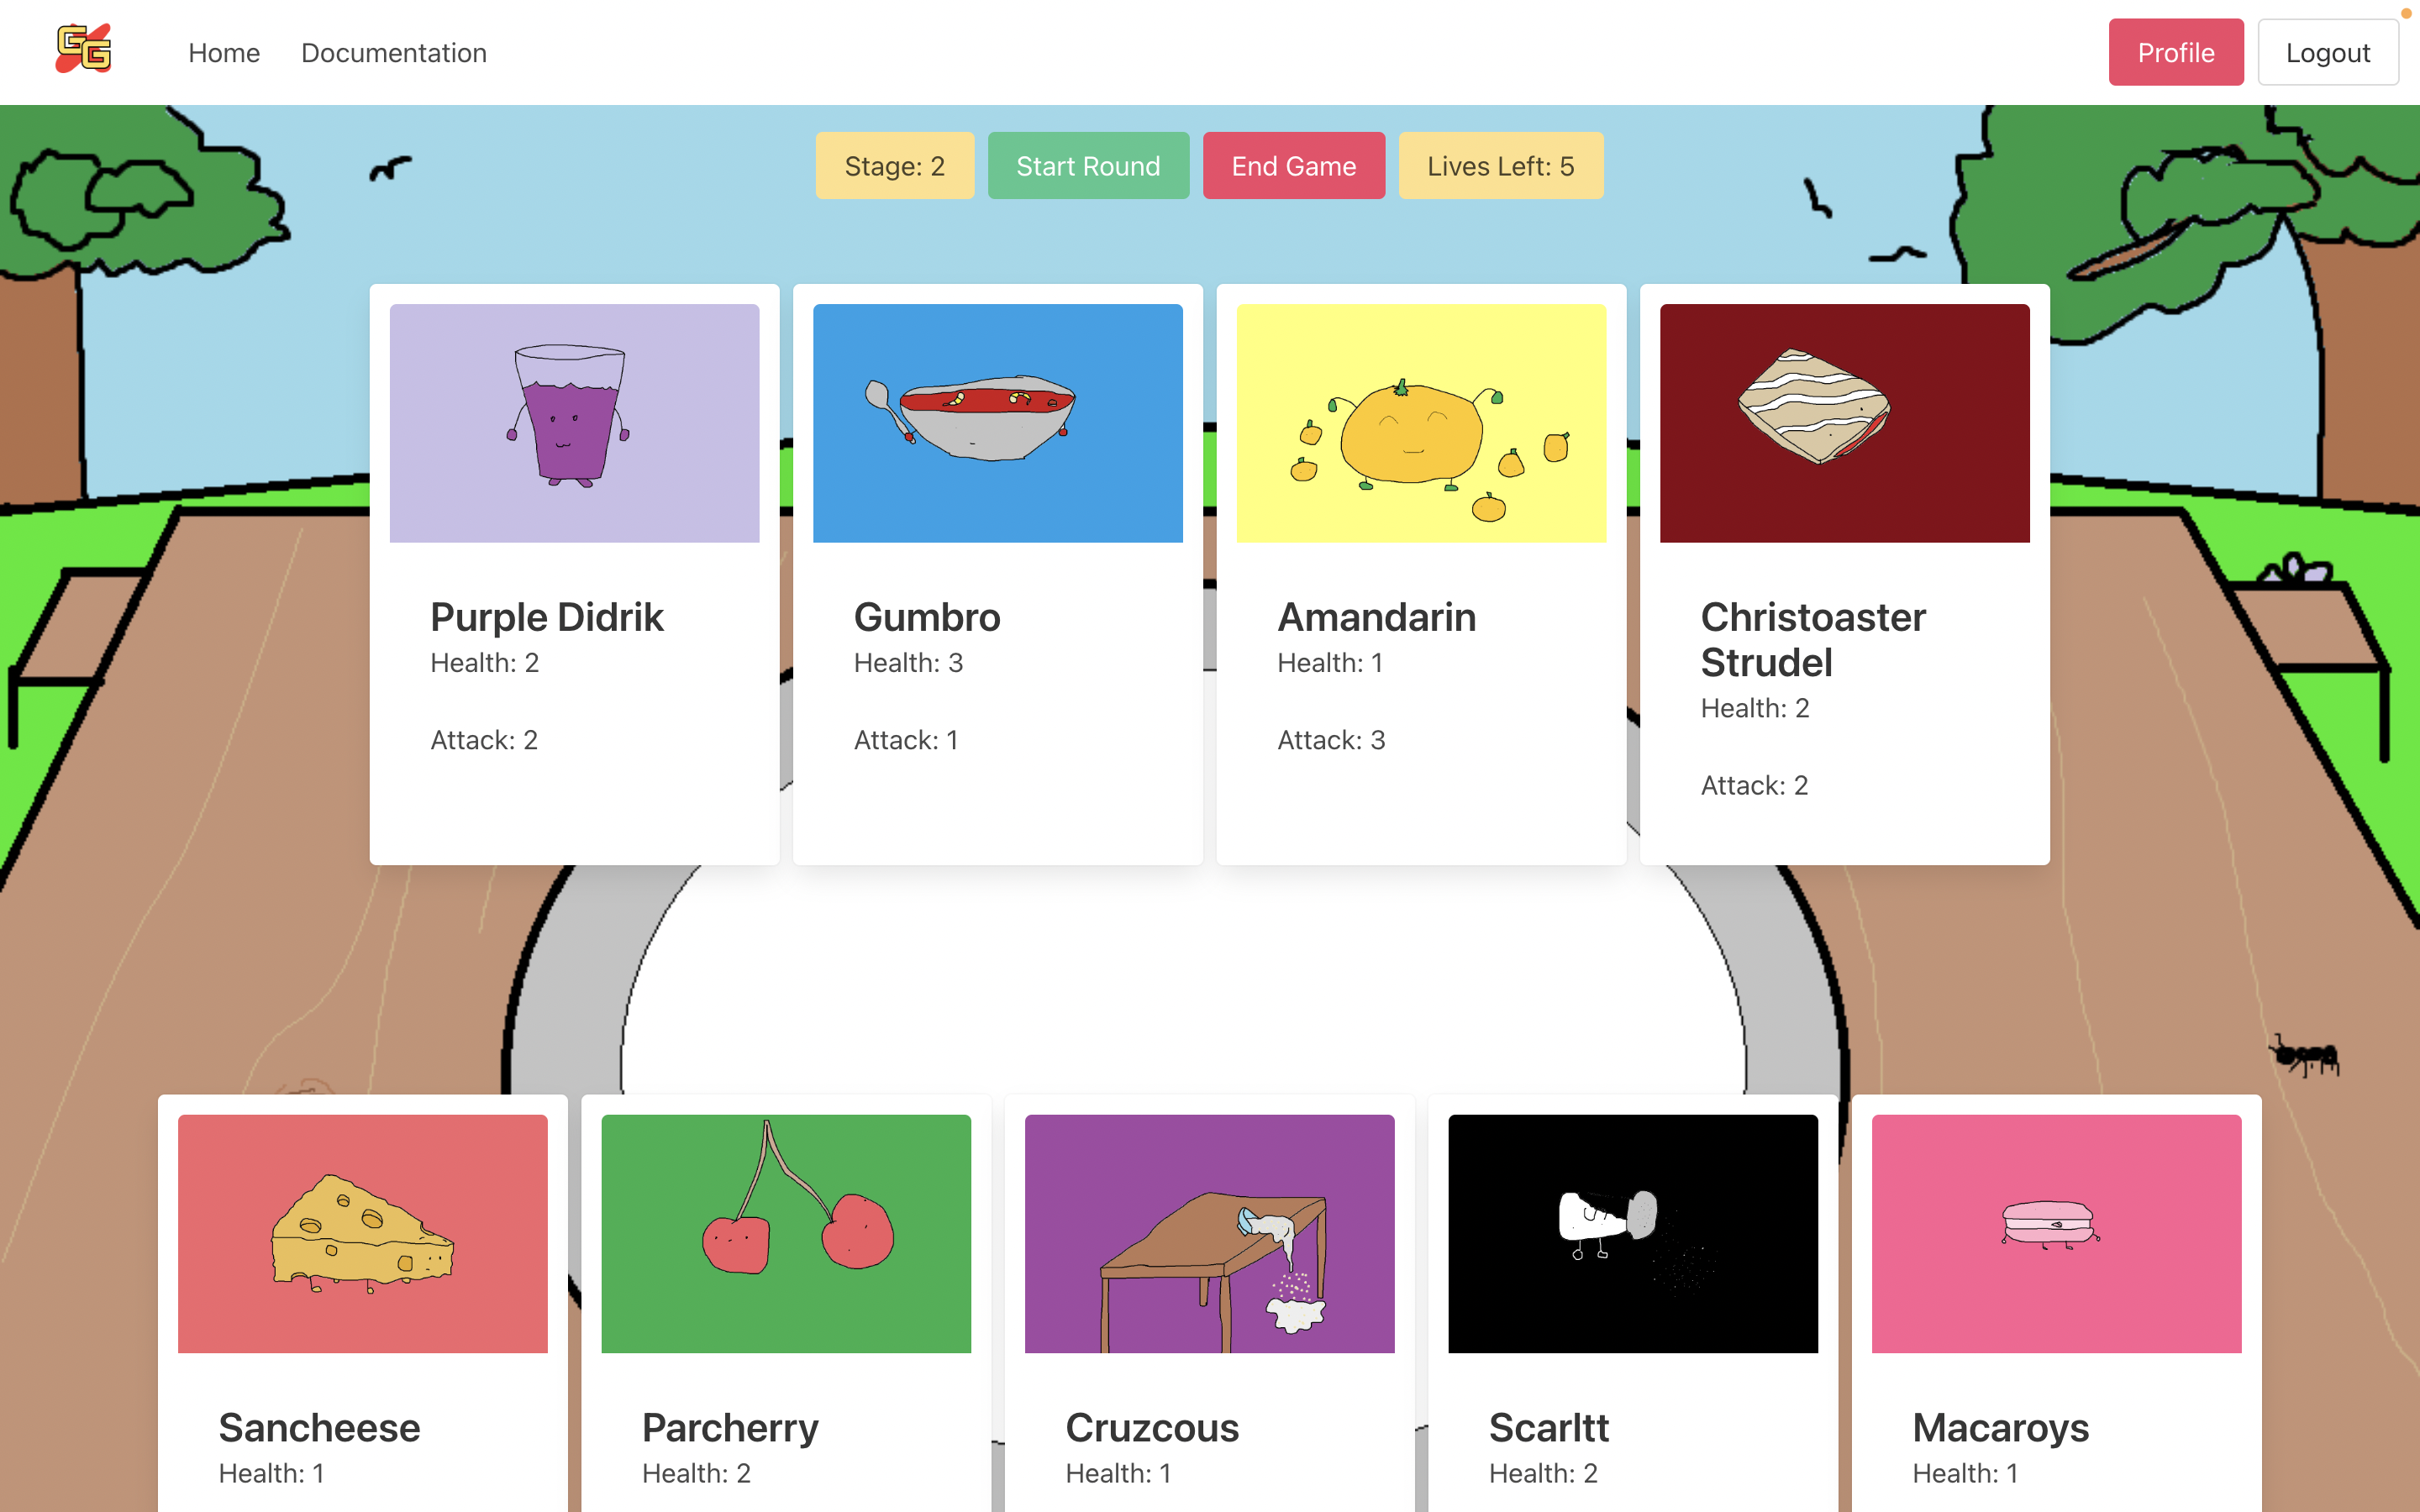 GG
Home
Documentation
Profile
Logout
Stage: 2
Start Round
End Game
Lives Left: 5
Purple Didrik
Health: 2
Attack: 2
Gumbro
Health: 3
Attack: 1
Amandarin
Health: 1
Attack: 3
Christoaster
Strudel
Health: 2
Attack: 2
Sancheese
Health: 1
Parcherry
Health: 2
Cruzcous
Health: 1
Scarltt
Health: 2
Macaroys
Health: 1